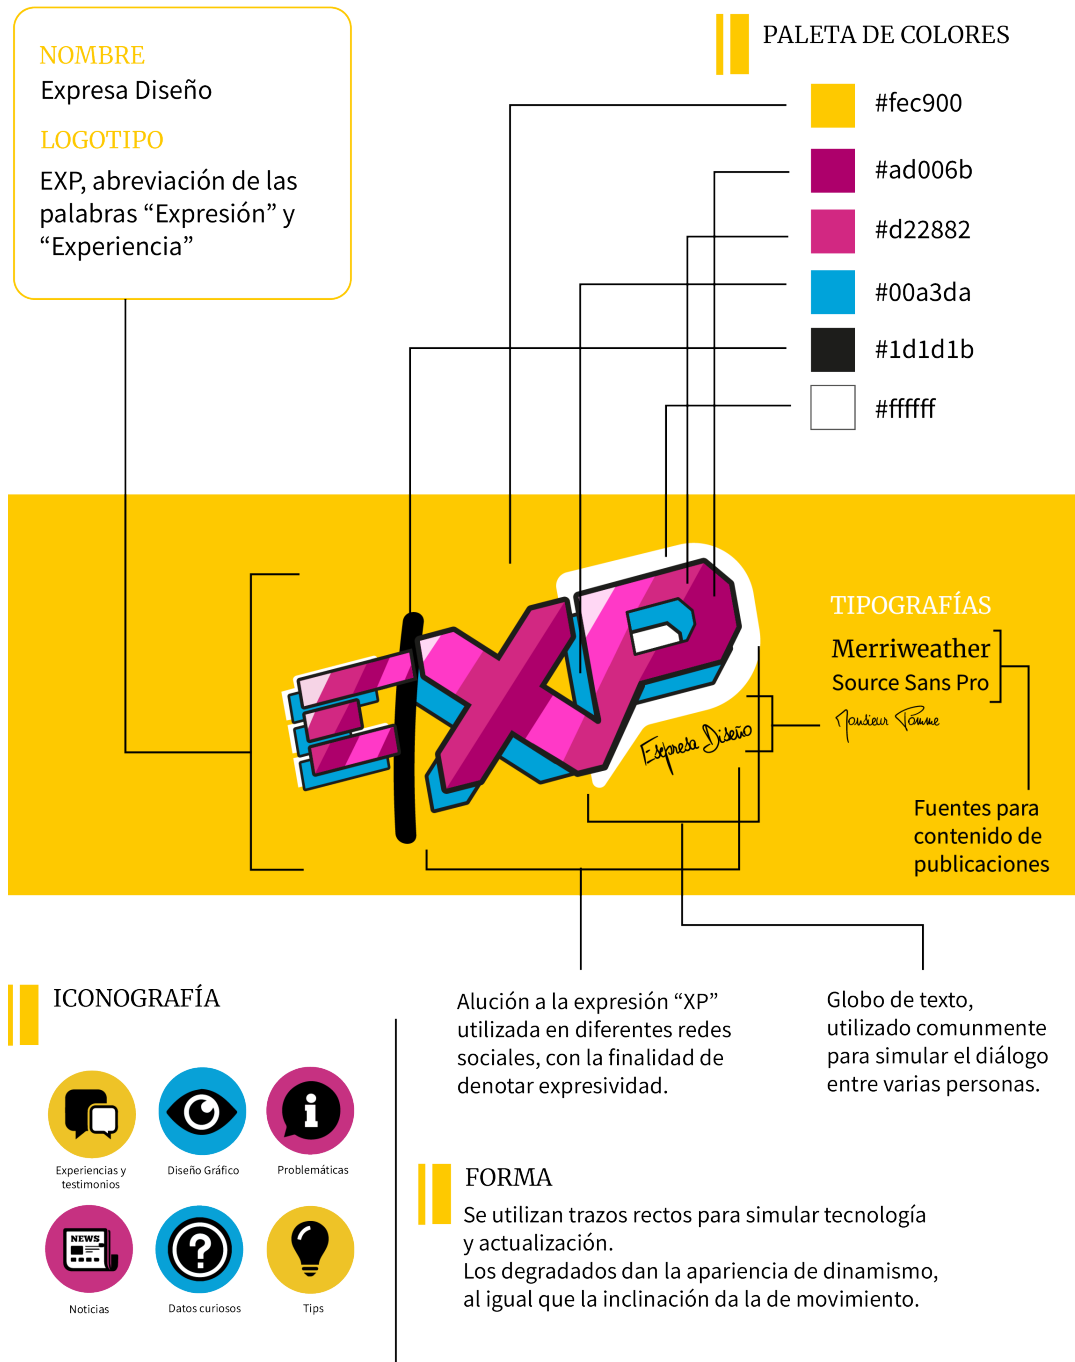 NOMBRE
Expresa Diseño
LOGOTIPO
EXP, abreviación de las
palabras “Expresión” y
“Experiencia”
PALETA DE COLORES
#fec900
#ad006b
#d22882
#00a3da
#1d1d1b
#ffffff
EXP
Expresa Diseño
TIPOGRAFÍAS
Merriweather
Source Sans Pro
Monsieur Pomme
Fuentes para
contenido de
publicaciones
Alución a la expresión “XP”
utilizada en diferentes redes
sociales, con la finalidad de
denotar expresividad.
Globo de texto,
utilizado comunmente
para simular el diálogo
entre varias personas.
ICONOGRAFÍA
Experiencias y
testimonios
Diseño Gráfico
Problemáticas
NEWS
Noticias
Datos curiosos
Tips
FORMA
Se utilizan trazos rectos para simular tecnología
y actualización.
Los degradados dan la apariencia de dinamismo,
al igual que la inclinación da la de movimiento.